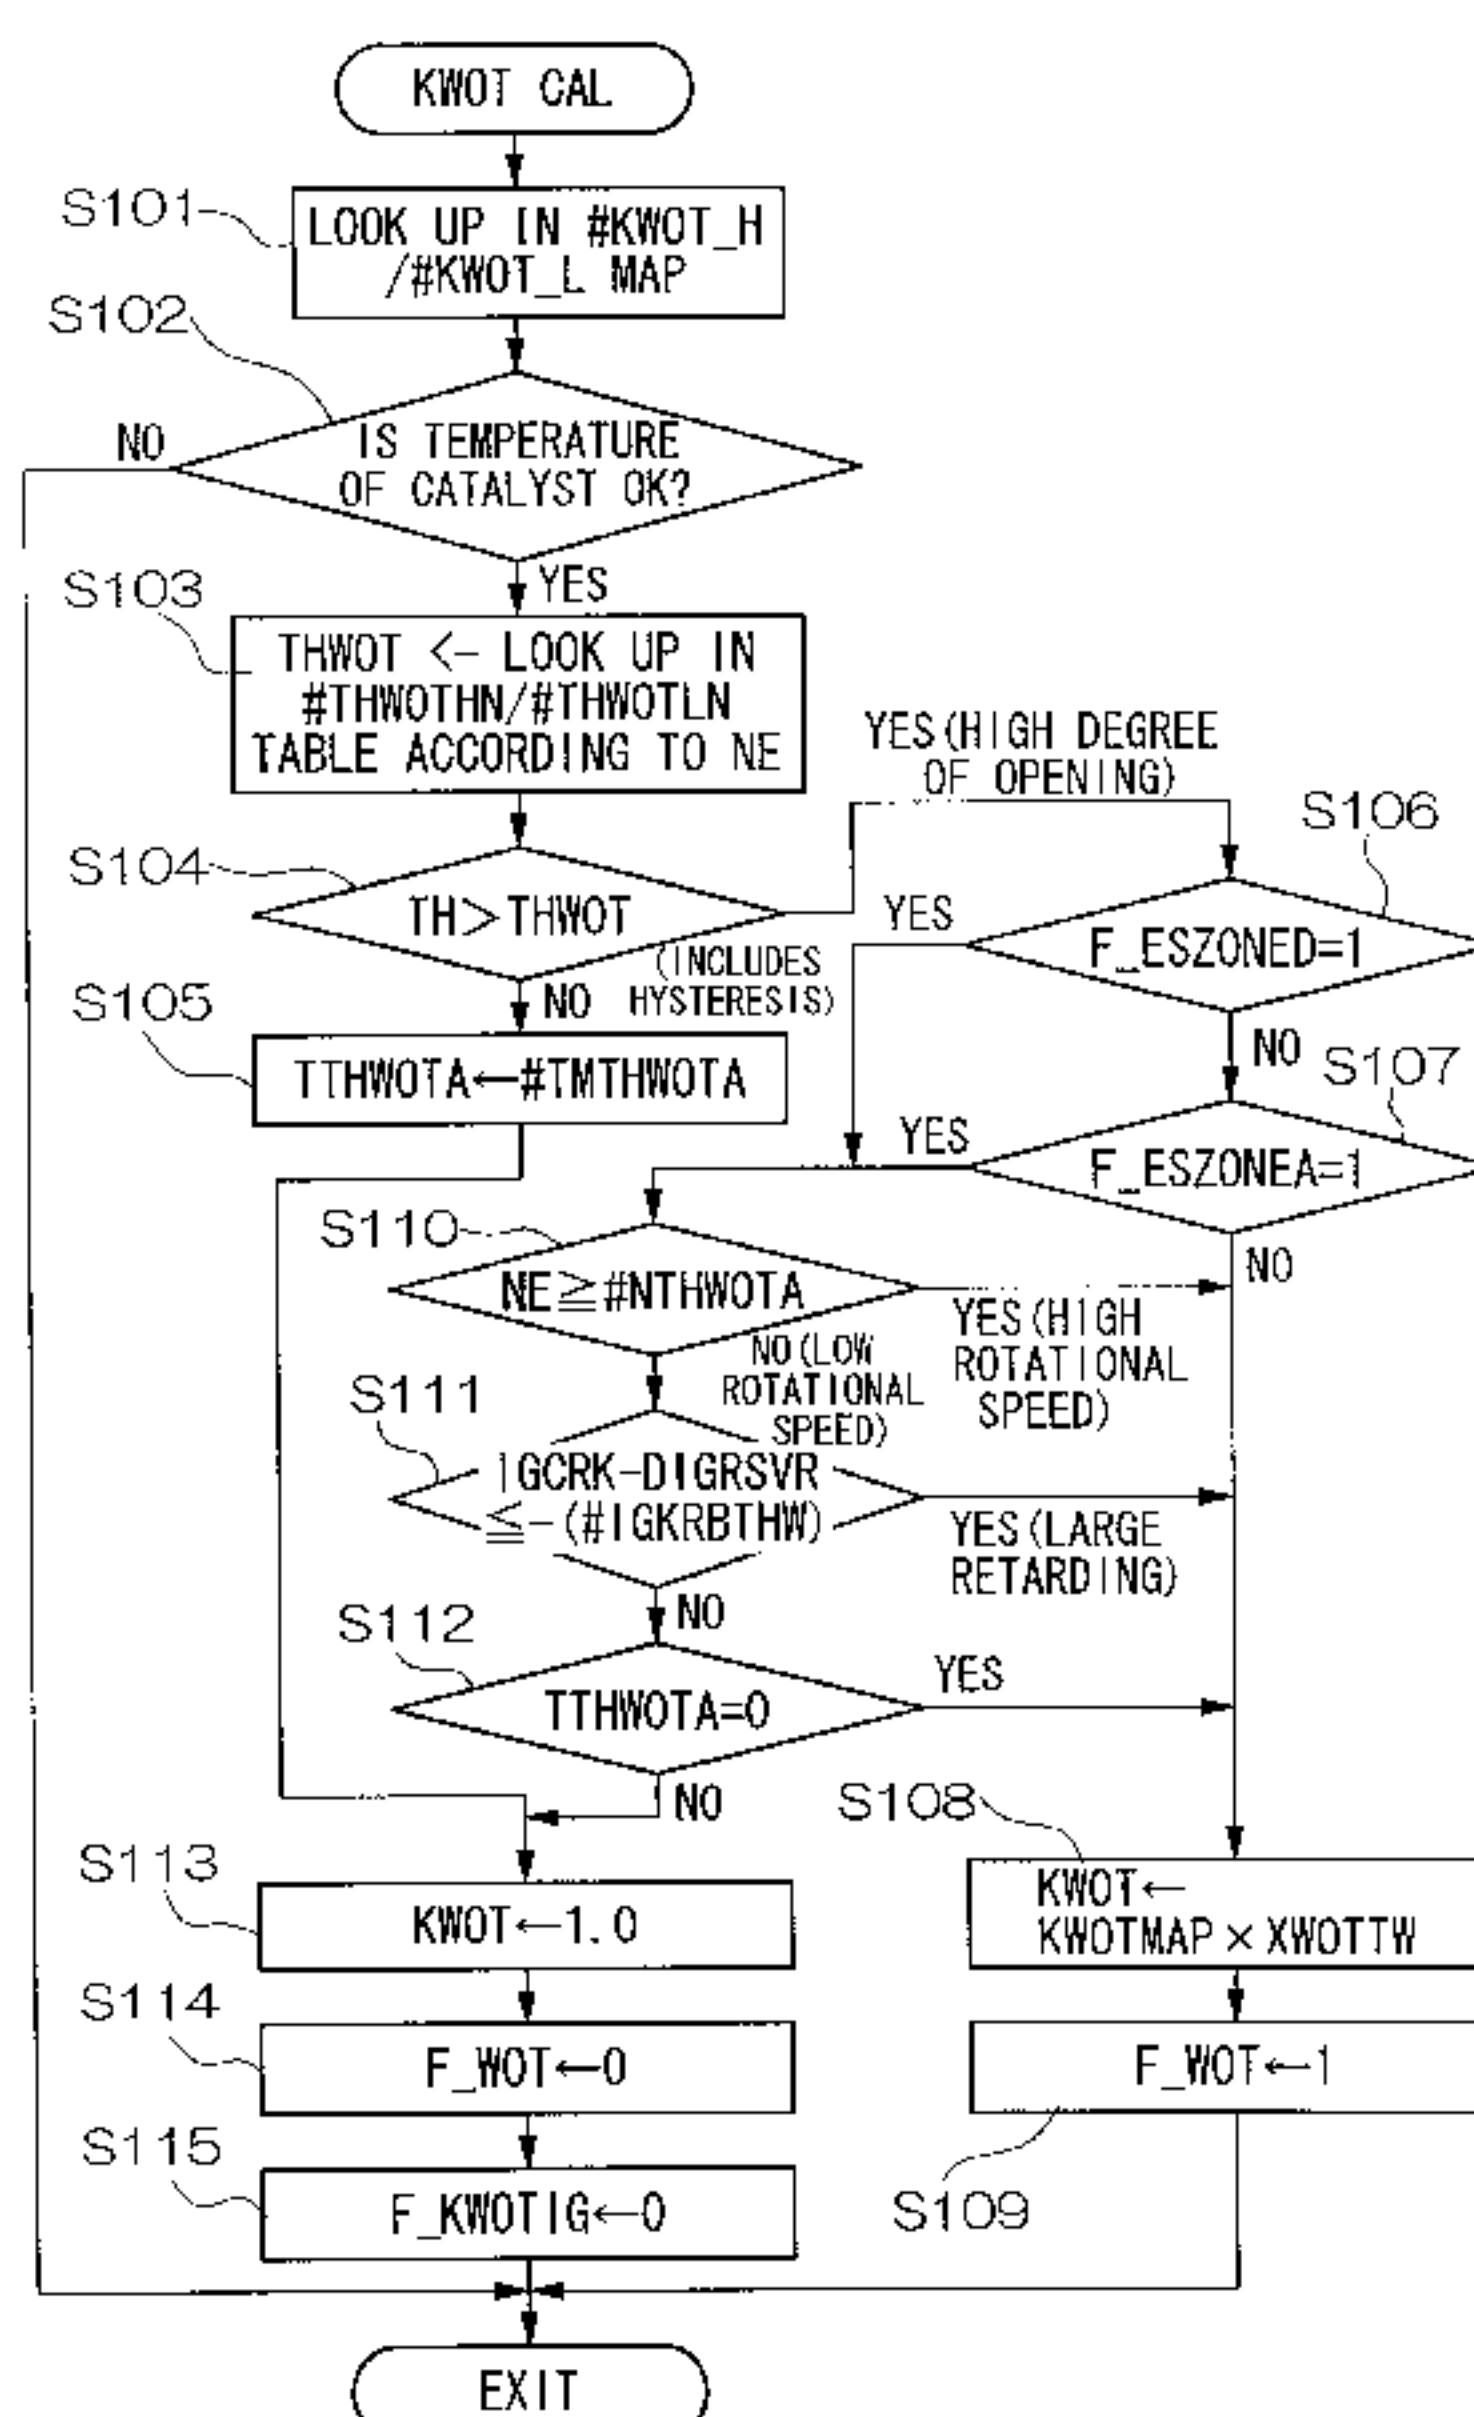 KWOT CAL
S101
LOOK UP IN #KWOT_H
/#KWOT_L MAP
S102
NO
IS TEMPERATURE
OF CATALYST OK?
YES
S103
THWOT <- LOOK UP IN
#THWOTHN/#THWOTLN
TABLE ACCORDING TO NE
YES(HIGH DEGREE
OF OPENING)
S104
TH>THWOT
(INCLUDES
HYSTERESIS)
NO
S106
YES
F_ESZONED=1
NO
S105
TTHWOTA←#TMTHWOTA
S107
YES
F_ESZONEA=1
NO
S110
NE≧#NTHWOTA
YES(HIGH
ROTATIONAL
SPEED)
NO(LOW
ROTATIONAL
SPEED)
S111
IGCRK-DIGRSVR
≦-(#IGKRBTHW)
YES(LARGE
RETARDING)
NO
S112
TTHWOTA=0
YES
NO
S108
KWOT←
KWOTMAP×XWOTTW
S113
KWOT←1.0
S114
F_WOT←0
F_WOT←1
S109
S115
F_KWOTIG←0
EXIT